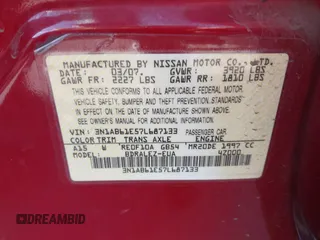 MANUFACTURED BY NISSAN MOTOR CO., LTD.
DATE: 03/07 GVWR: 3920 LBS
GAWR FR: 2227 LBS GAWR RR: 1810 LBS
THIS VEHICLE CONFORMS TO ALL APPLICABLE FEDERAL MOTOR
VEHICLE SAFETY, BUMPER AND THEFT PREVENTION STANDARDS
IN EFFECT ON THE DATE OF MANUFACTURE SHOWN ABOVE.
SEE OWNER'S MANUAL FOR ADDITIONAL INFORMATION
VIN: 3N1AB61E57L687133 PASSENGER CAR
COLOR TRIM TRANS AXLE ENGINE
A15 W RE0F10A GB54 MR20DE 1997 CC
MODEL: BDRALEZ-EUA 4Z000
3N1AB61E57L687133
DREAMBID